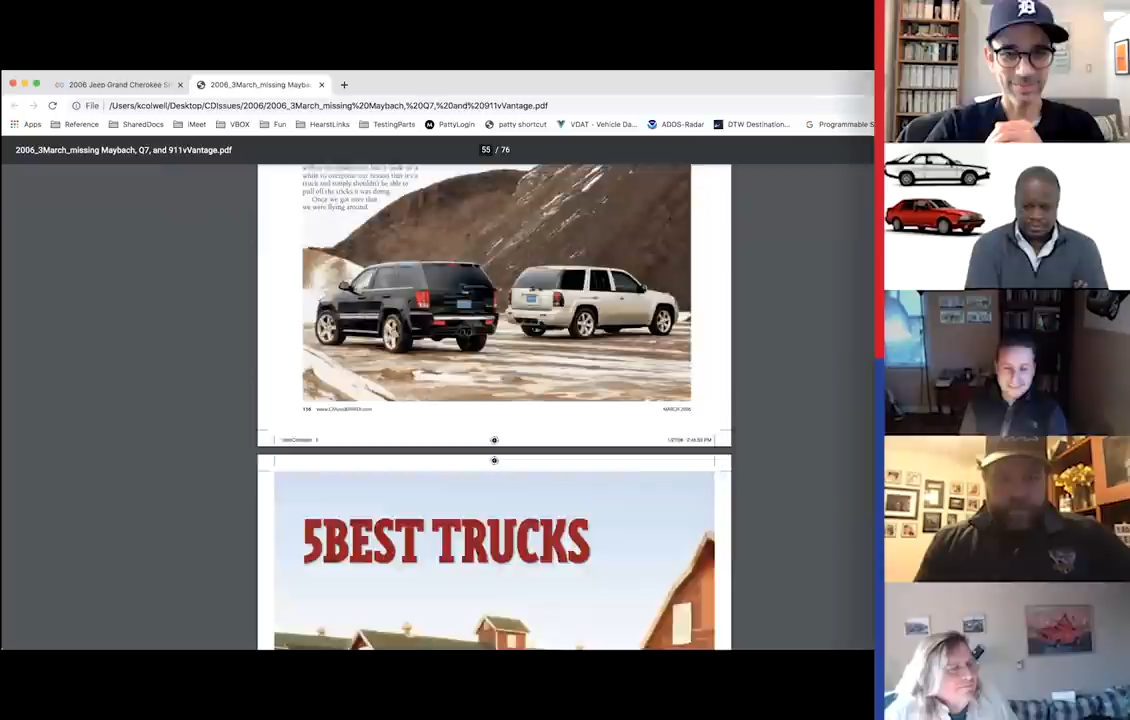 2006 Jeep Grand Cherokee S
2006_3March_missing Mayba
File
/Users/kcolwell/Desktop/CDIssues/2006/2006_3March_missing%20Maybach,%20Q7,%20and%20911vVantage.pdf
Apps Reference SharedDocs iMeet VBOX Fun HearstLinks TestingParts PattyLogin patty shortcut VDAT - Vehicle Da... ADOS-Radar DTW Destination... Programmable S
2006_3March_missing Maybach, Q7, and 911vVantage.pdf
55 / 76
truck and simply shouldn't be able to
pull off the tricks it was doing.
Once we got over that
we were flying around.
MARCH 2006
5BEST TRUCKS
D